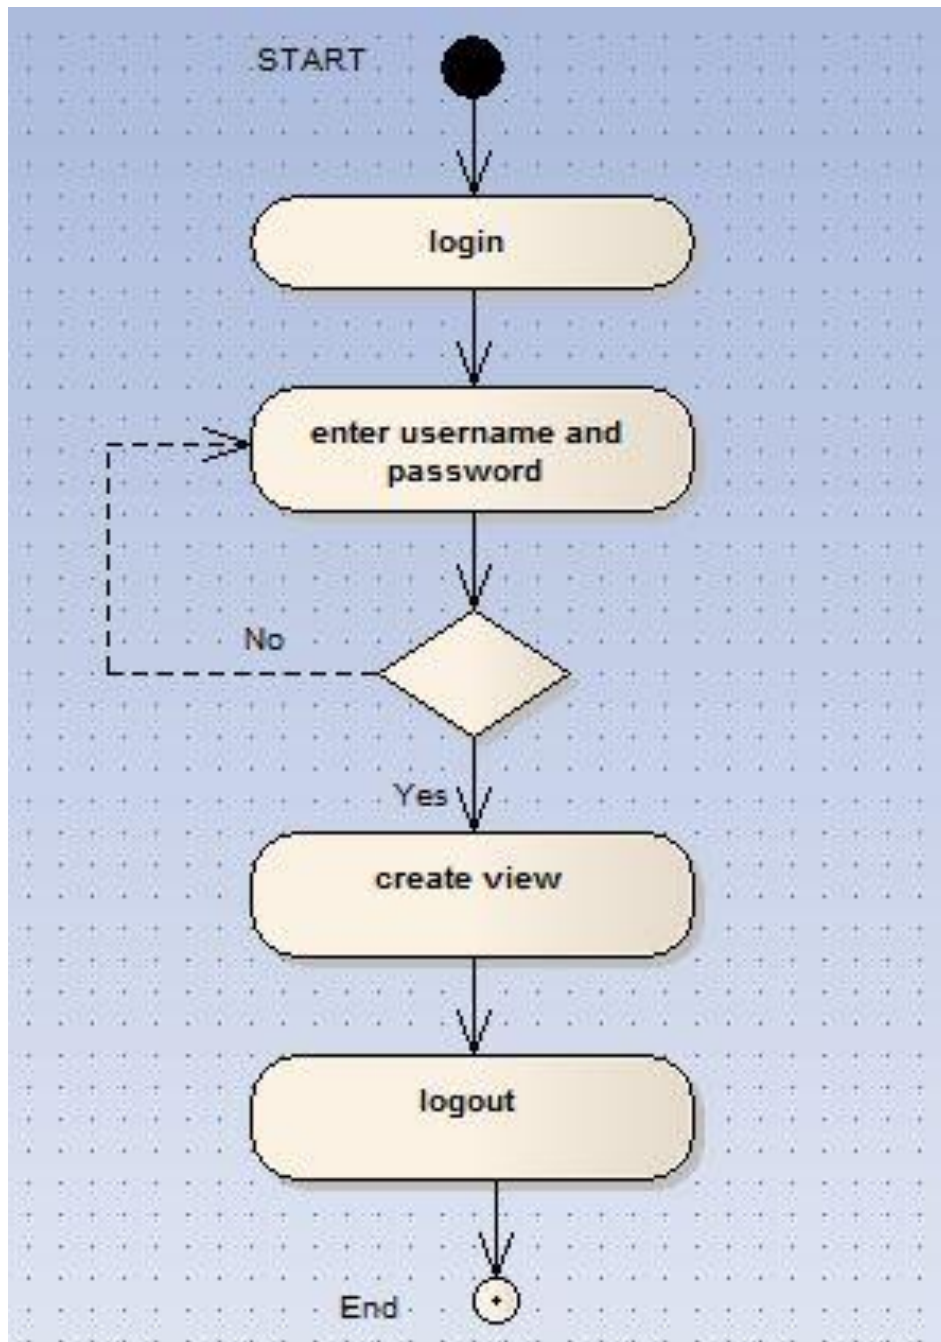 START
login
enter username and
password
No
Yes
create view
logout
End